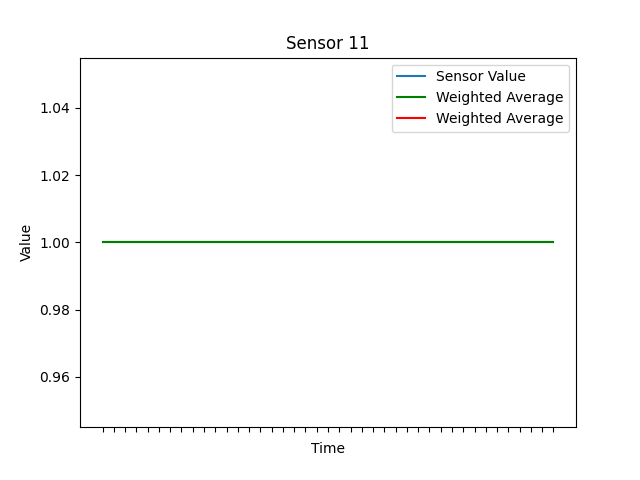 Sensor 11
Sensor Value
Weighted Average
Weighted Average
1.04
1.02
1.00
0.98
0.96
Value
Time